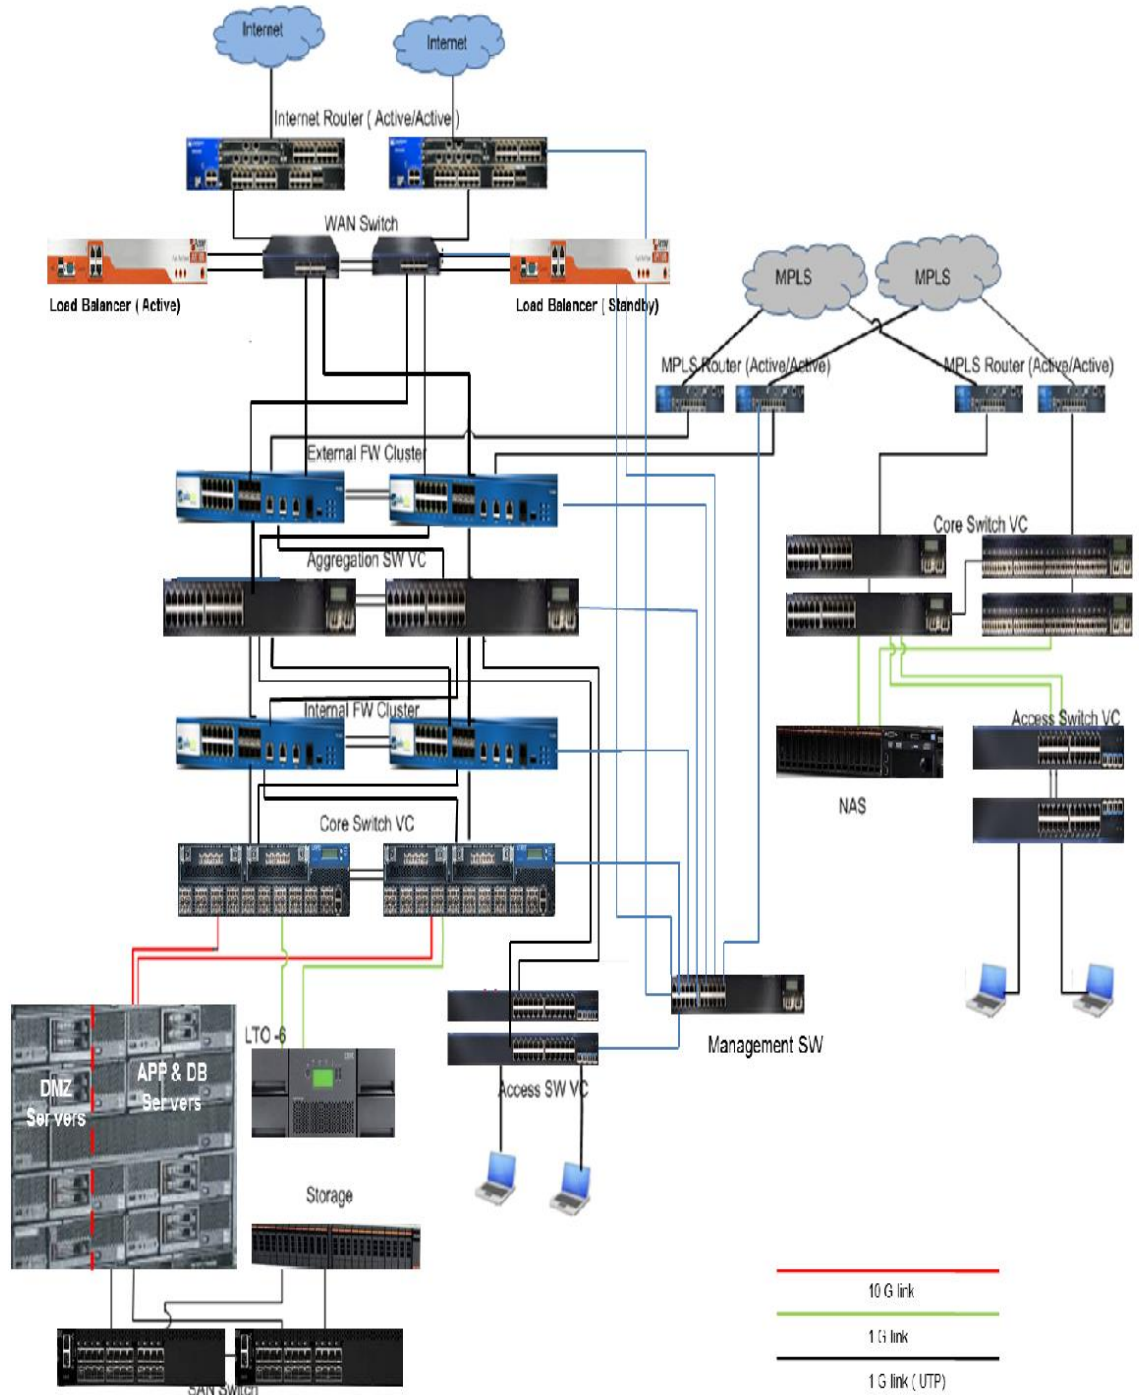 Internet
Internet
Internet Router ( Active/Active )
WAN Switch
Load Balancer ( Active)
Load Balancer ( Standby)
MPLS
MPLS
MPLS Router (Active/Active)
MPLS Router (Active/Active)
External FW Cluster
Core Switch VC
Aggregation SW VC
Internal FW Cluster
Access Switch VC
NAS
Core Switch VC
LTO -6
Management SW
APP & DB
Servers
DMZ
Servers
Access SW VC
Storage
10 G link
1 G link
1 G link ( UTP)
SAN Switch